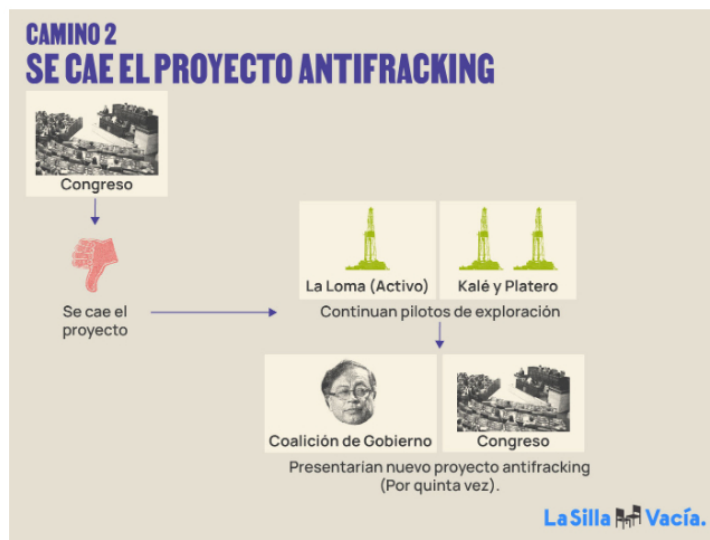 CAMINO 2
SE CAE EL PROYECTO ANTIFRACKING
Congreso
Se cae el
proyecto
La Loma (Activo)
Kalé y Platero
Continuan pilotos de exploración
Coalición de Gobierno
Congreso
Presentarian nuevo proyecto antifracking
(Por quinta vez).
La Silla Vacía.